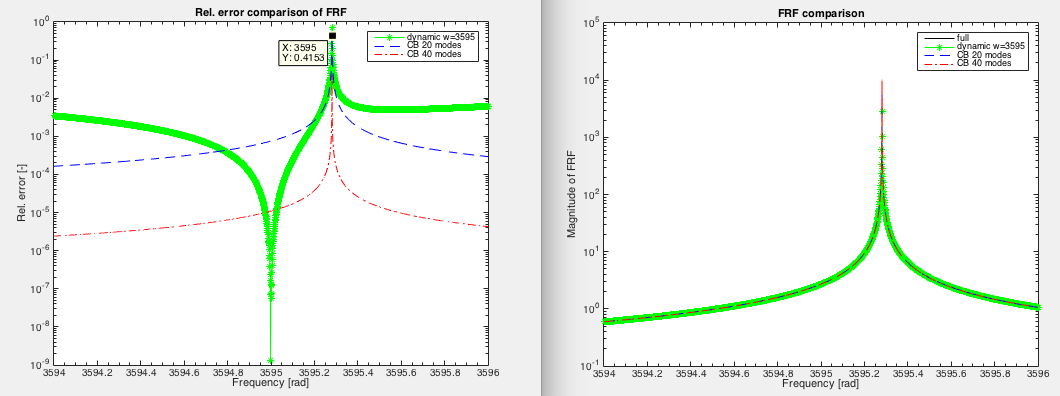 Rel. error comparison of FRF
Rel. error [-]
10^0
10^-1
10^-2
10^-3
10^-4
10^-5
10^-6
10^-7
10^-8
10^-9
X: 3595
Y: 0.4153
dynamic w=3595
CB 20 modes
CB 40 modes
3594 3594.2 3594.4 3594.6 3594.8 3595 3595.2 3595.4 3595.6 3595.8 3596
Frequency [rad]
FRF comparison
Magnitude of FRF
10^5
10^4
10^3
10^2
10^1
10^0
10^-1
full
dynamic w=3595
CB 20 modes
CB 40 modes
3594 3594.2 3594.4 3594.6 3594.8 3595 3595.2 3595.4 3595.6 3595.8 3596
Frequency [rad]